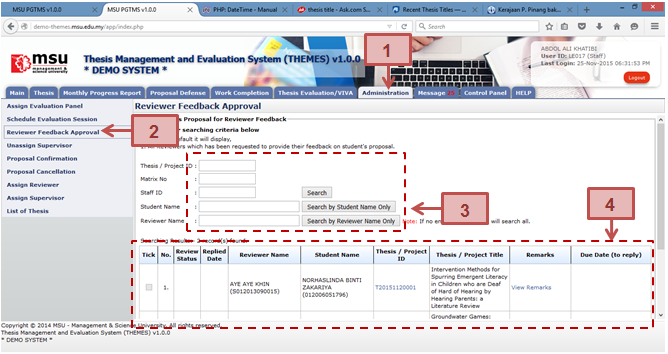 MSU PGTMS v1.0.0
MSU PGTMS v1.0.0
PHP: DateTime - Manual
thesis title - Ask.com S...
Recent Thesis Titles — ...
Kerajaan P. Pinang bak...
demo-themes.msu.edu.my/app/index.php
Search
msu
management &
science university
Thesis Management and Evaluation System (THEMES) v1.0.0
* DEMO SYSTEM *
ABDOL ALI KHATIBI
User ID: LE017 (Staff)
Last Login: 25-Nov-2015 06:31:53 PM
Logout
1
Main
Thesis
Monthly Progress Report
Proposal Defense
Work Completion
Thesis Evaluation/VIVA
Administration
Message
Control Panel
HELP
Assign Evaluation Panel
Schedule Evaluation Session
Reviewer Feedback Approval
Unassign Supervisor
Proposal Confirmation
Proposal Cancellation
Assign Reviewer
Assign Supervisor
List of Thesis
2
Reviewer Feedback Approval
Proposal for Reviewer Feedback
searching criteria below
default it will display,
which has been requested to provide their feedback on student's proposal.
Thesis / Project ID :
Matrix No :
Staff ID
Search
Student Name
Search by Student Name Only
Reviewer Name
Search by Reviewer Name Only
Note: If no
will search all.
3
4
Searching Results: 2 record(s) found
Tick
No.
Review Status
Replied Date
Reviewer Name
Student Name
Thesis / Project ID
Thesis / Project Title
Remarks
Due Date (to reply)
1.
AYE AYE KHIN
(S012013090015)
NORHASLINDA BINTI
ZAKARIYA
(012006051796)
T20151120001
Intervention Methods for
Spurring Emergent Literacy
in Children who are Deaf
of Hard of Hearing by
Hearing Parents: a
Literature Review
View Remarks
Groundwater Games:
Copyright © 2014 MSU - Management & Science University. All rights reserved.
Thesis Management and Evaluation System (THEMES) v1.0.0
* DEMO SYSTEM *